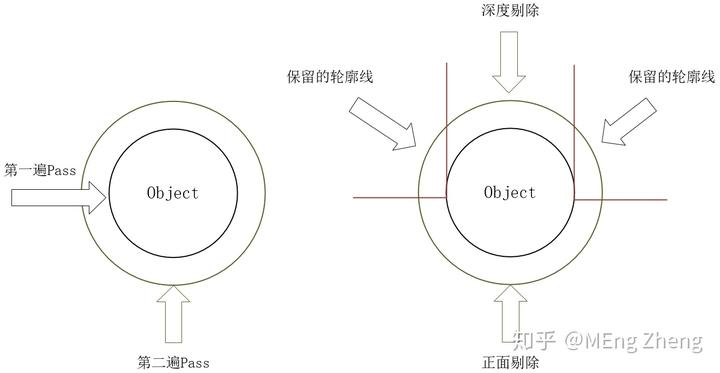 深度剔除
保留的轮廓线
保留的轮廓线
第一遍Pass
Object
Object
第二遍Pass
正面剔除
知乎 @MEng Zheng